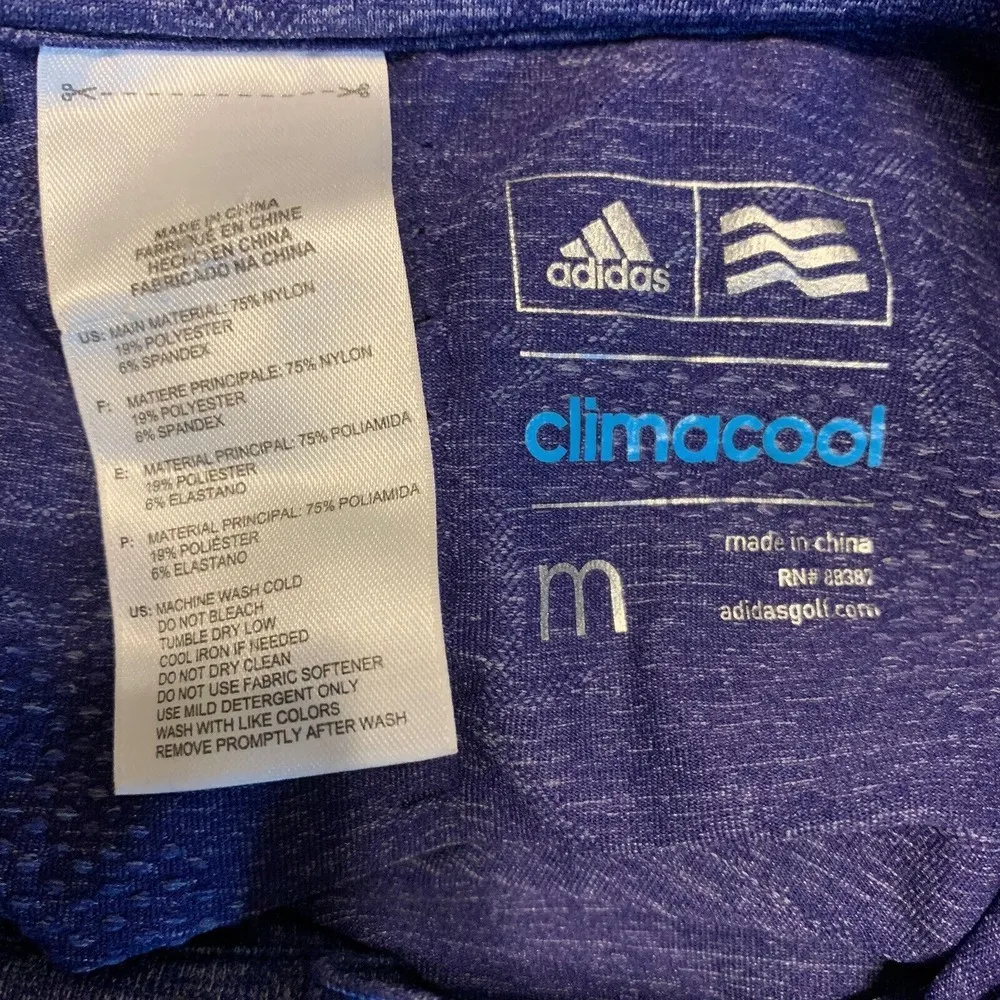 MADE IN CHINA
FABRIQUÉ EN CHINE
HECHO EN CHINA
FABRICADO NA CHINA
US: MAIN MATERIAL: 75% NYLON
19% POLYESTER
6% SPANDEX
F: MATIERE PRINCIPALE: 75% NYLON
19% POLYESTER
6% SPANDEX
E: MATERIAL PRINCIPAL: 75% POLIAMIDA
19% POLIÉSTER
6% ELASTANO
P: MATERIAL PRINCIPAL: 75% POLIAMIDA
19% POLIÉSTER
6% ELASTANO
US: MACHINE WASH COLD
DO NOT BLEACH
TUMBLE DRY LOW
COOL IRON IF NEEDED
DO NOT DRY CLEAN
DO NOT USE FABRIC SOFTENER
USE MILD DETERGENT ONLY
WASH WITH LIKE COLORS
REMOVE PROMPTLY AFTER WASH
adidas
climacool
m
made in china
RN# 88387
adidasgolf.com